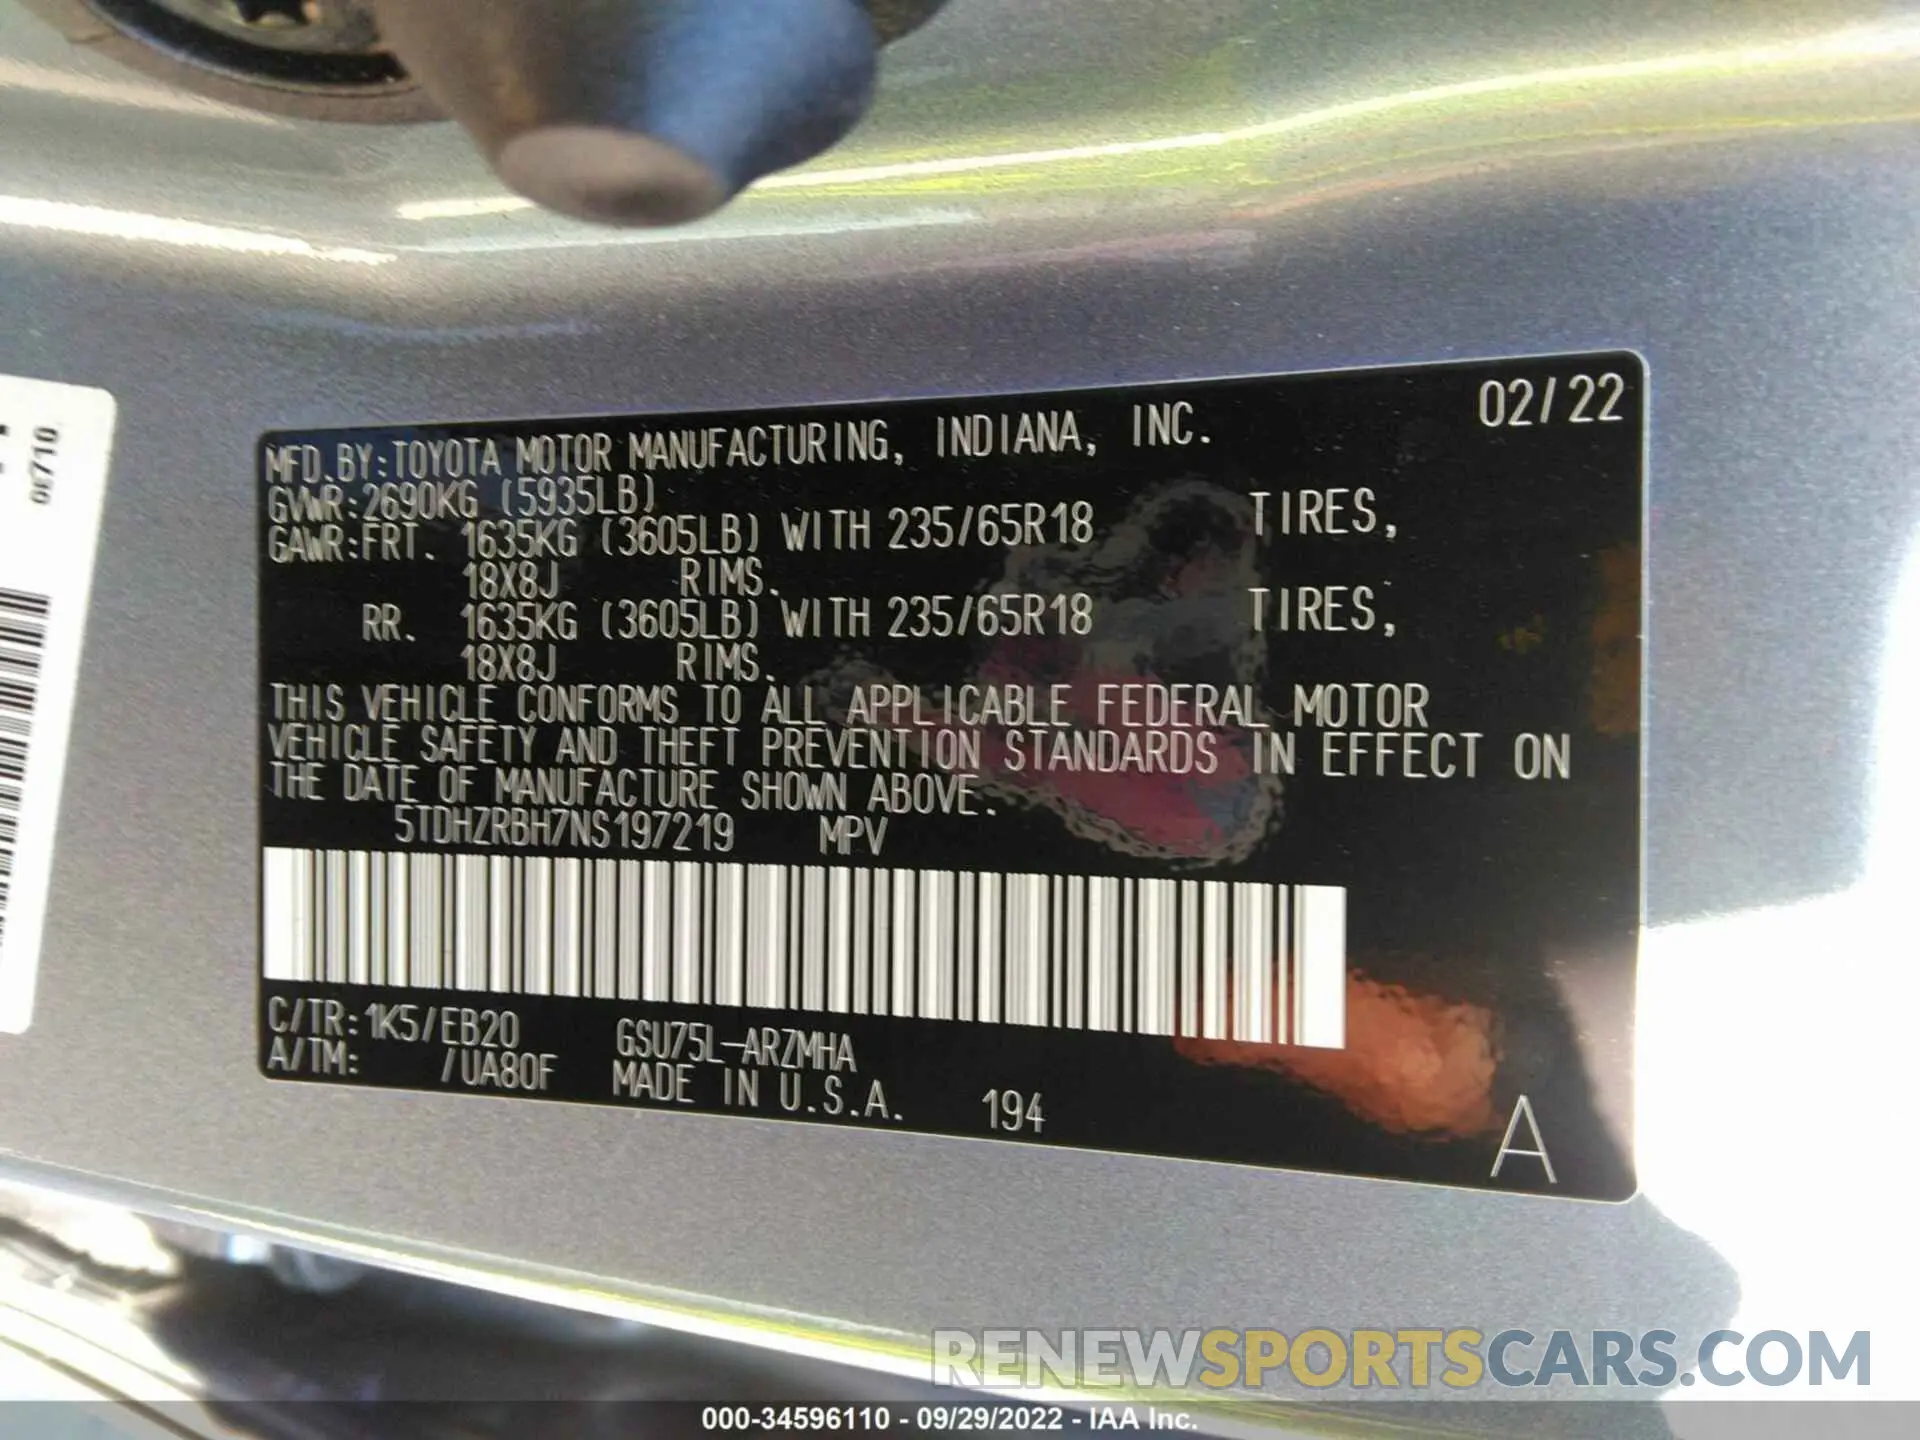 02/22
MFD.BY:TOYOTA MOTOR MANUFACTURING, INDIANA, INC.
GVWR:2690KG (5935LB)
GAWR:FRT. 1635KG (3605LB) WITH 235/65R18 TIRES,
18X8J RIMS.
RR. 1635KG (3605LB) WITH 235/65R18 TIRES,
18X8J RIMS.
THIS VEHICLE CONFORMS TO ALL APPLICABLE FEDERAL MOTOR
VEHICLE SAFETY AND THEFT PREVENTION STANDARDS IN EFFECT ON
THE DATE OF MANUFACTURE SHOWN ABOVE.
5TDHZRBH7NS197219 MPV
C/TR:1K5/EB20 GSU75L-ARZMHA
A/TM: /UA80F MADE IN U.S.A. 194
A
0E710
RENEWSPORTSCARS.COM
000-34596110 - 09/29/2022 - IAA Inc.